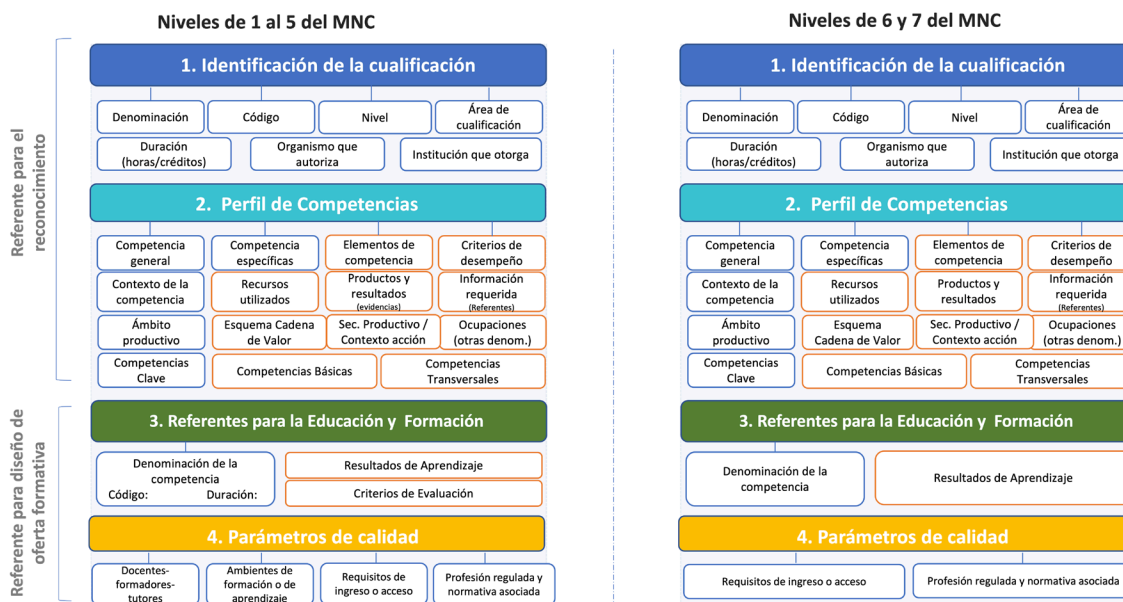 Niveles de 1 al 5 del MNC
Referente para el
reconocimiento
1. Identificación de la cualificación
Denominación
Código
Nivel
Área de
cualificación
Duración
(horas/créditos)
Organismo que
autoriza
Institución que otorga
2. Perfil de Competencias
Competencia
general
Competencia
específicas
Elementos de
competencia
Criterios de
desempeño
Contexto de la
competencia
Recursos
utilizados
Productos y
resultados
(evidencias)
Información
requerida
(Referentes)
Ámbito
productivo
Esquema Cadena
de Valor
Sec. Productivo /
Contexto acción
Ocupaciones
(otras denom.)
Competencias
Clave
Competencias Básicas
Competencias
Transversales
Referente para diseño de
oferta formativa
3. Referentes para la Educación y Formación
Denominación de la
competencia
Código: Duración:
Resultados de Aprendizaje
Criterios de Evaluación
4. Parámetros de calidad
Docentes-
formadores-
tutores
Ambientes de
formación o de
aprendizaje
Requisitos de
ingreso o acceso
Profesión regulada y
normativa asociada
Niveles de 6 y 7 del MNC
1. Identificación de la cualificación
Denominación
Código
Nivel
Área de
cualificación
Duración
(horas/créditos)
Organismo que
autoriza
Institución que otorga
2. Perfil de Competencias
Competencia
general
Competencia
específicas
Elementos de
competencia
Criterios de
desempeño
Contexto de la
competencia
Recursos
utilizados
Productos y
resultados
Información
requerida
(Referentes)
Ámbito
productivo
Esquema
Cadena de Valor
Sec. Productivo /
Contexto acción
Ocupaciones
(otras denom.)
Competencias
Clave
Competencias Básicas
Competencias
Transversales
3. Referentes para la Educación y Formación
Denominación de la
competencia
Resultados de Aprendizaje
4. Parámetros de calidad
Requisitos de ingreso o acceso
Profesión regulada y normativa asociada